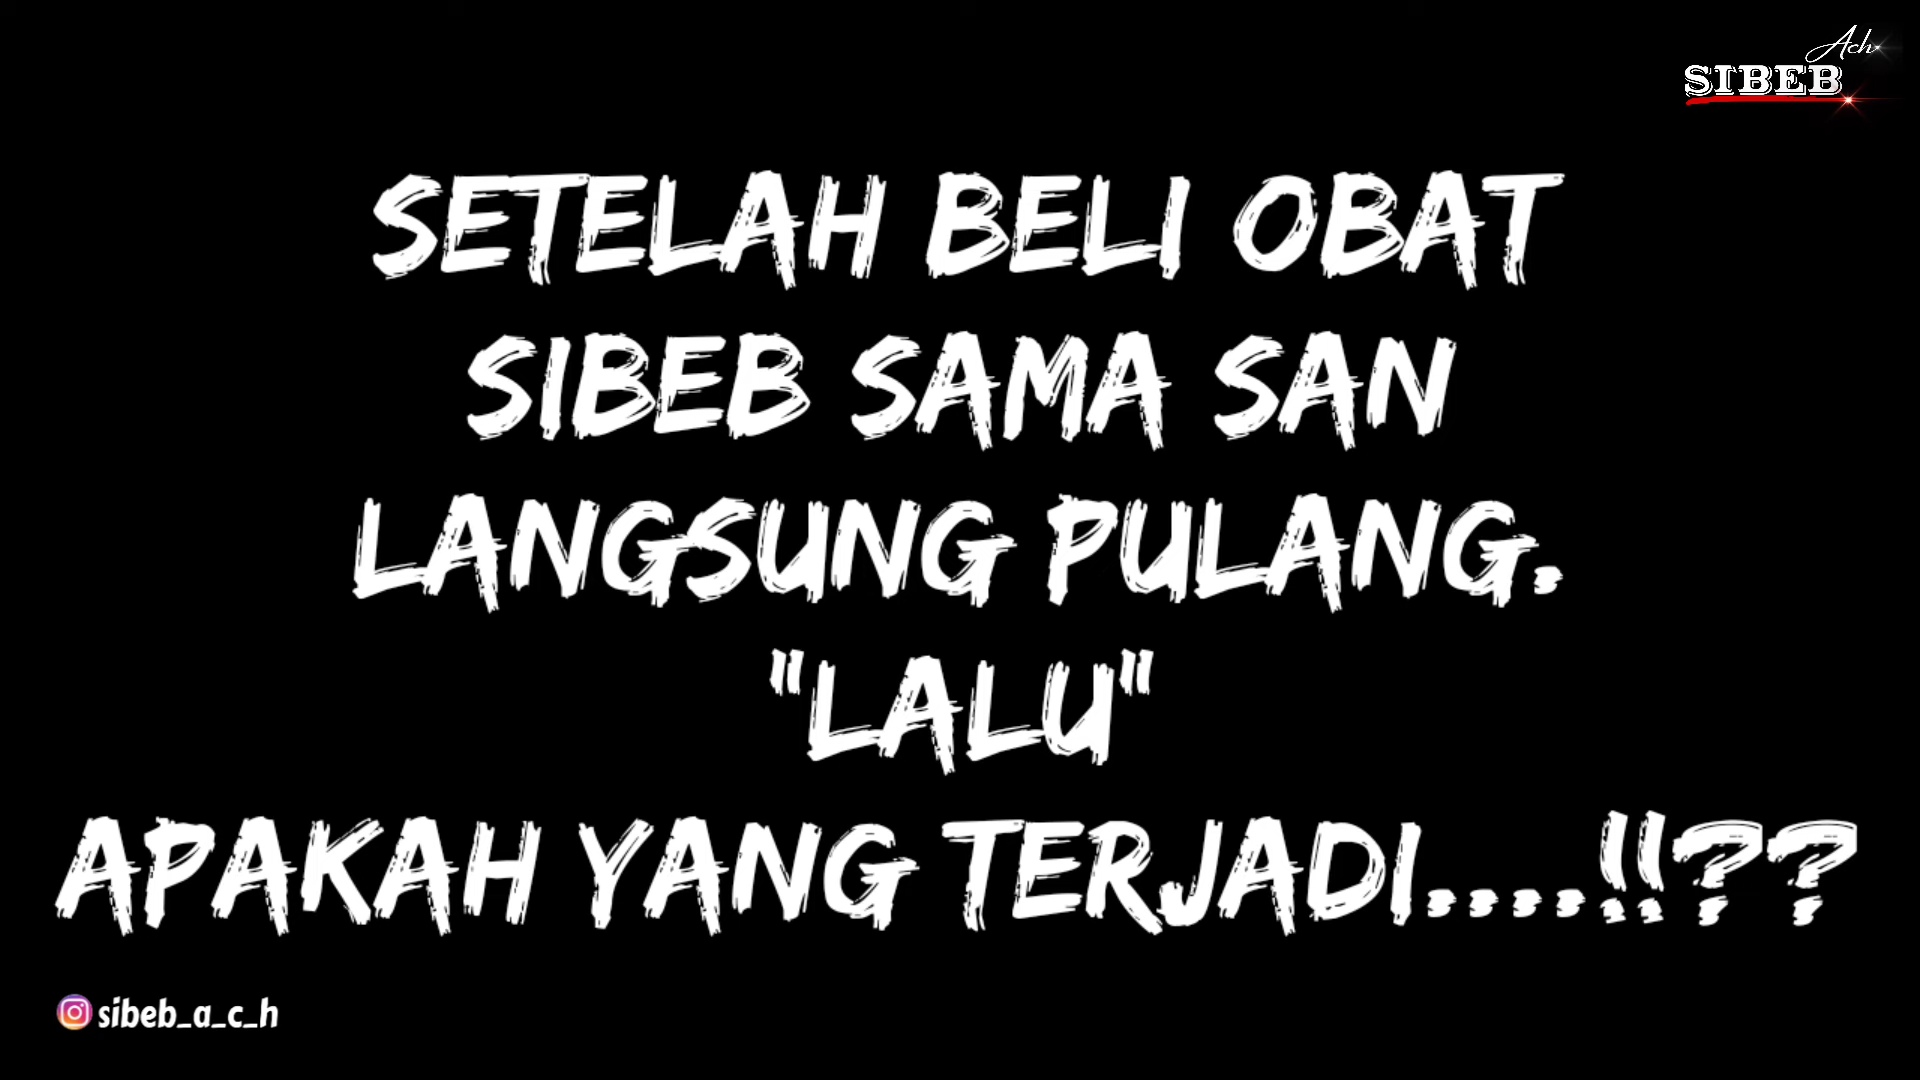 Ach
SIBEB
SETELAH BELI OBAT
SIBEB SAMA SAN
LANGSUNG PULANG.
"LALU"
APAKAH YANG TERJADI....!!??
sibeb_a_c_h